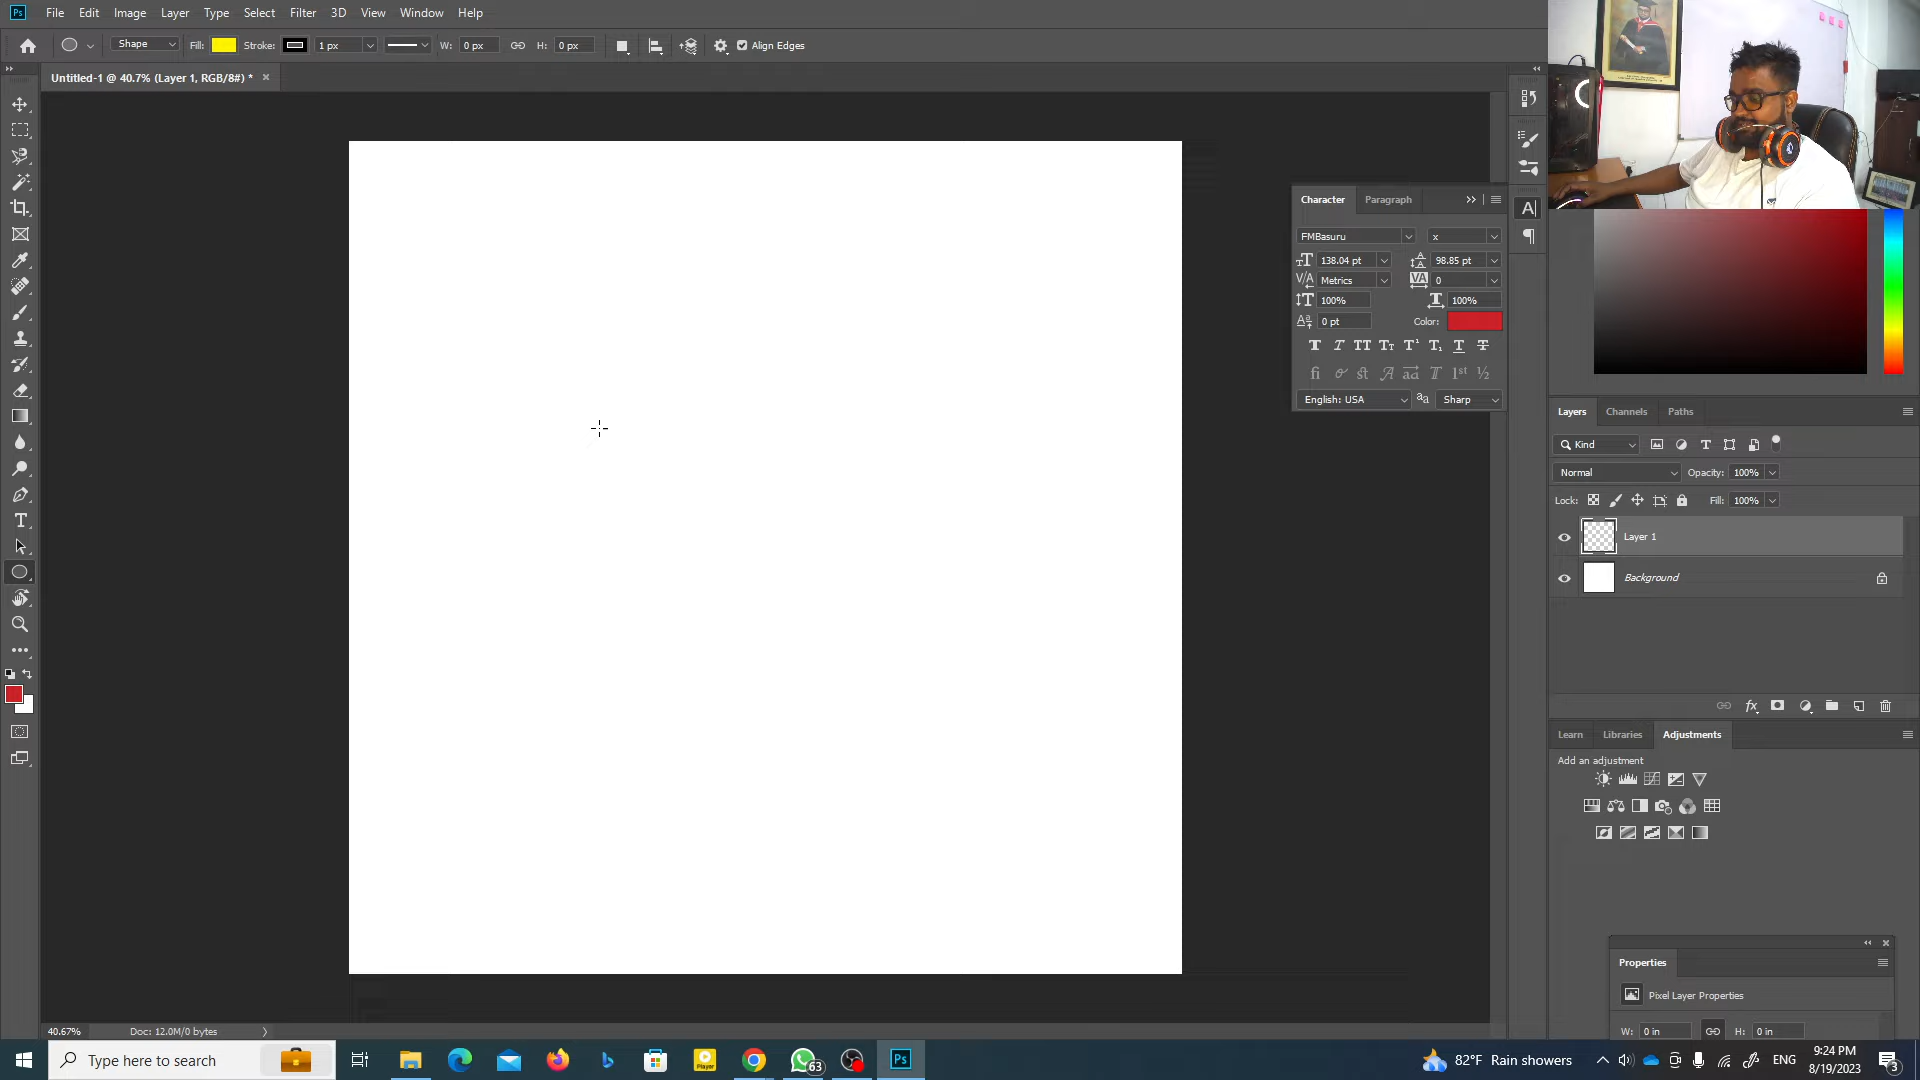 Ps File Edit Image Layer Type Select Filter 3D View Window Help
Shape Fill: Stroke: 1 px W: 0 px H: 0 px Align Edges
Untitled-1 @ 40.7% (Layer 1, RGB/8#) * ×
Character Paragraph
FMBasuru x
138.04 pt 98.85 pt
Metrics 0
100% 100%
0 pt Color:
English: USA Sharp
Layers Channels Paths
Kind
Normal Opacity: 100%
Lock: Fill: 100%
Layer 1
Background
Learn Libraries Adjustments
Add an adjustment
Properties
Pixel Layer Properties
W: 0 in H: 0 in
40.67% Doc: 12.0M/0 bytes
Type here to search
Player
63
Ps
82°F Rain showers
ENG
9:24 PM
8/19/2023
3